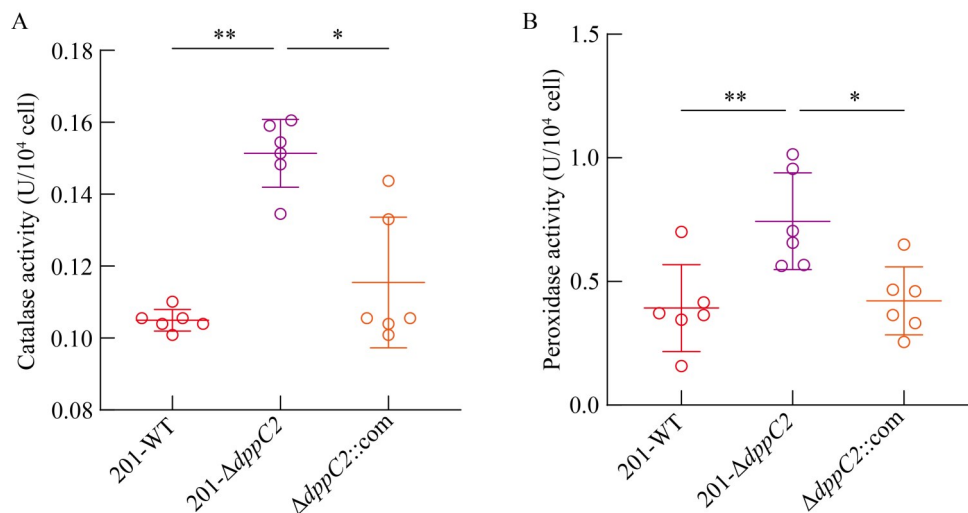 A
Catalase activity (U/10⁴ cell)
0.18
0.16
0.14
0.12
0.10
0.08
** *
201-WT
201-ΔdppC2
ΔdppC2::com
B
Peroxidase activity (U/10⁴ cell)
1.5
1.0
0.5
0.0
** *
201-WT
201-ΔdppC2
ΔdppC2::com